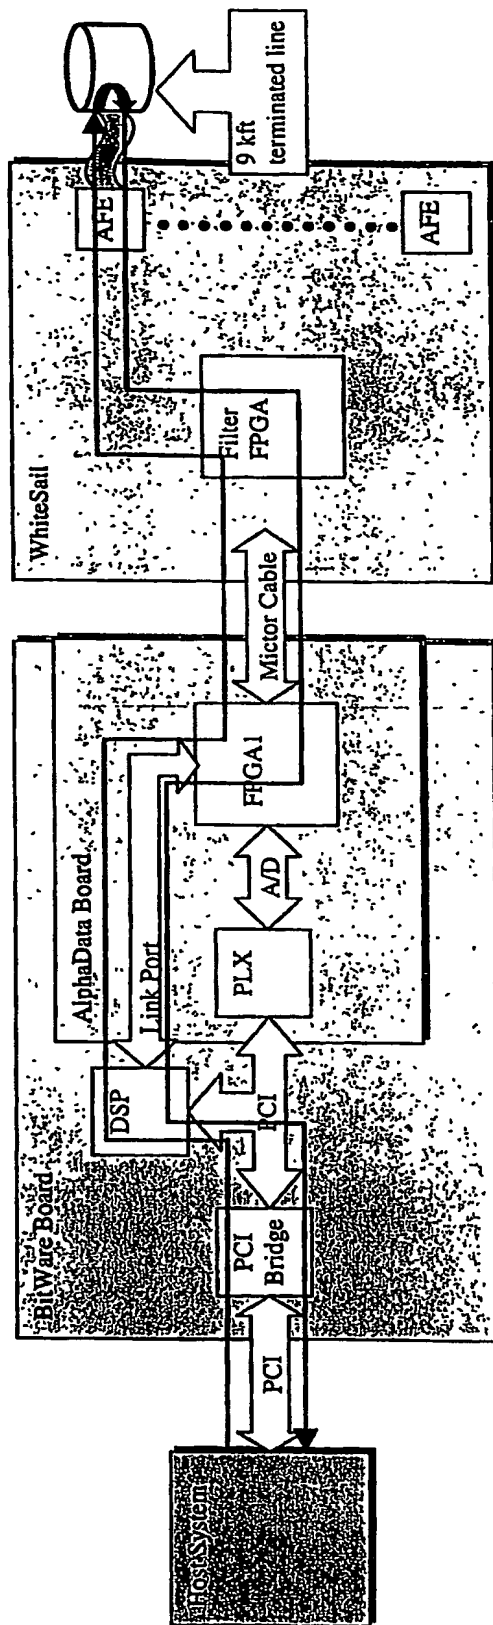 Host System
PCI
BitWare Board
PCI
Bridge
PCI
DSP
AlphaData Board
Link Port
PLX
A/D
FPGA1
Mictor Cable
WhiteSail
Filter
FPGA
AFE
AFE
9 kft
terminated line